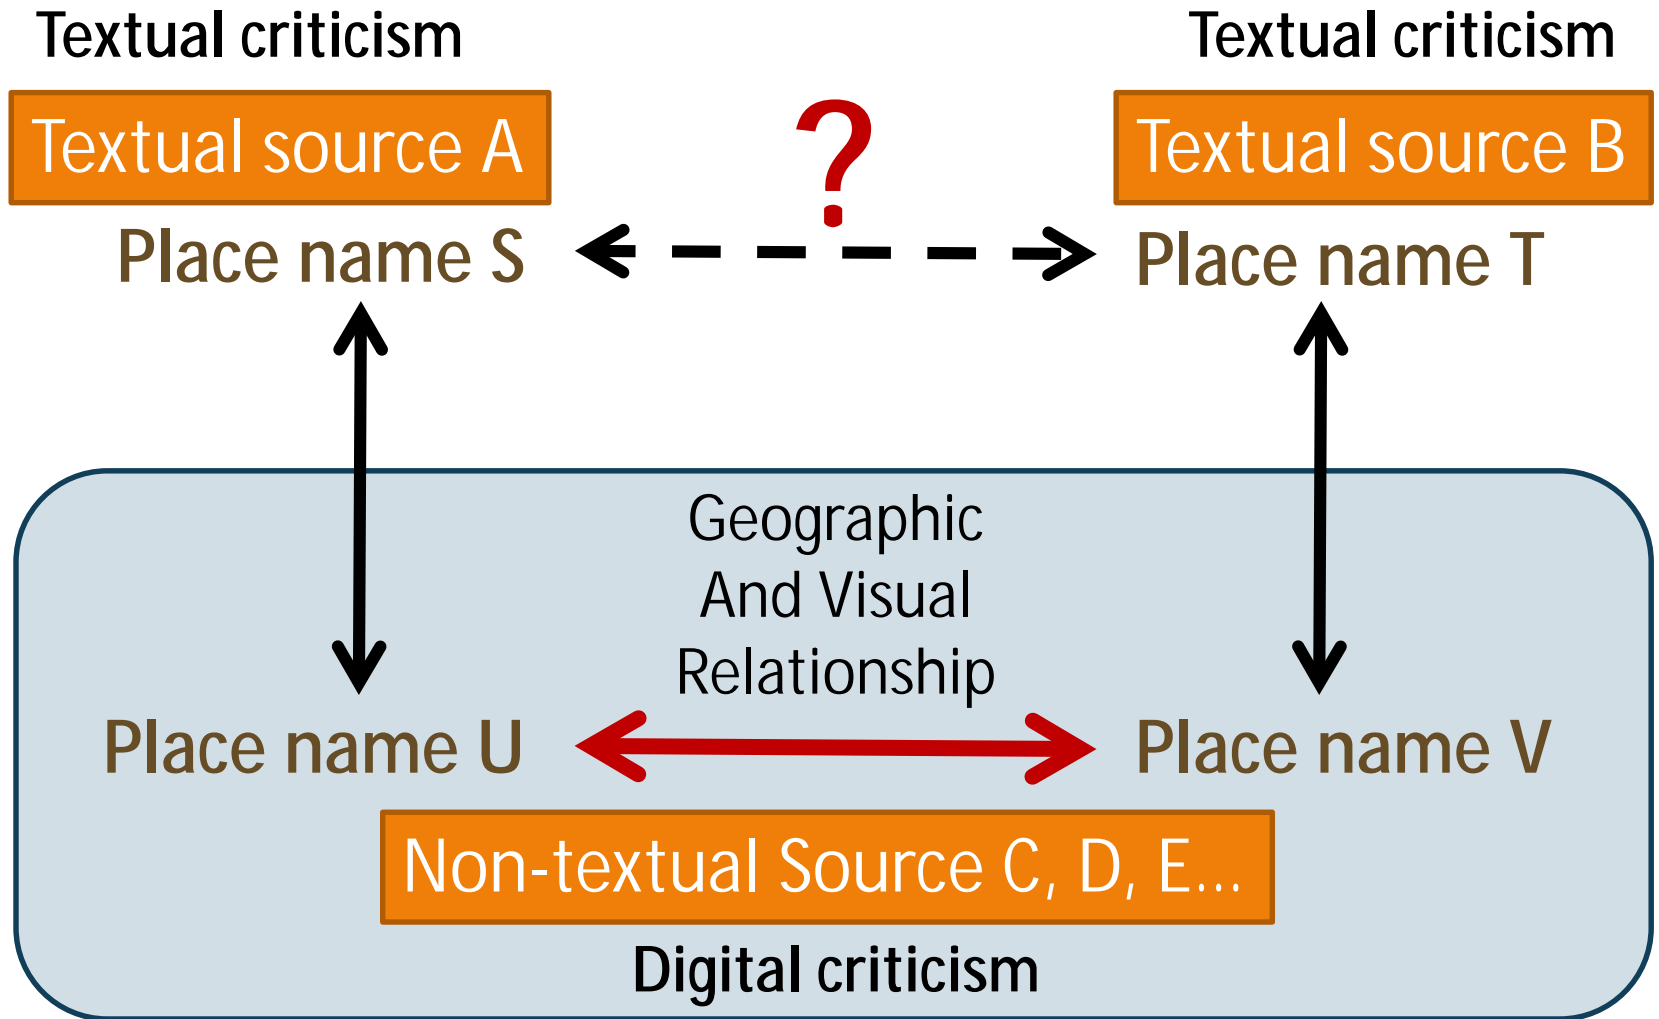 Textual criticism
Textual criticism
Textual source A
?
Textual source B
Place name S
Place name T
Geographic
And Visual
Relationship
Place name U
Place name V
Non-textual Source C, D, E...
Digital criticism